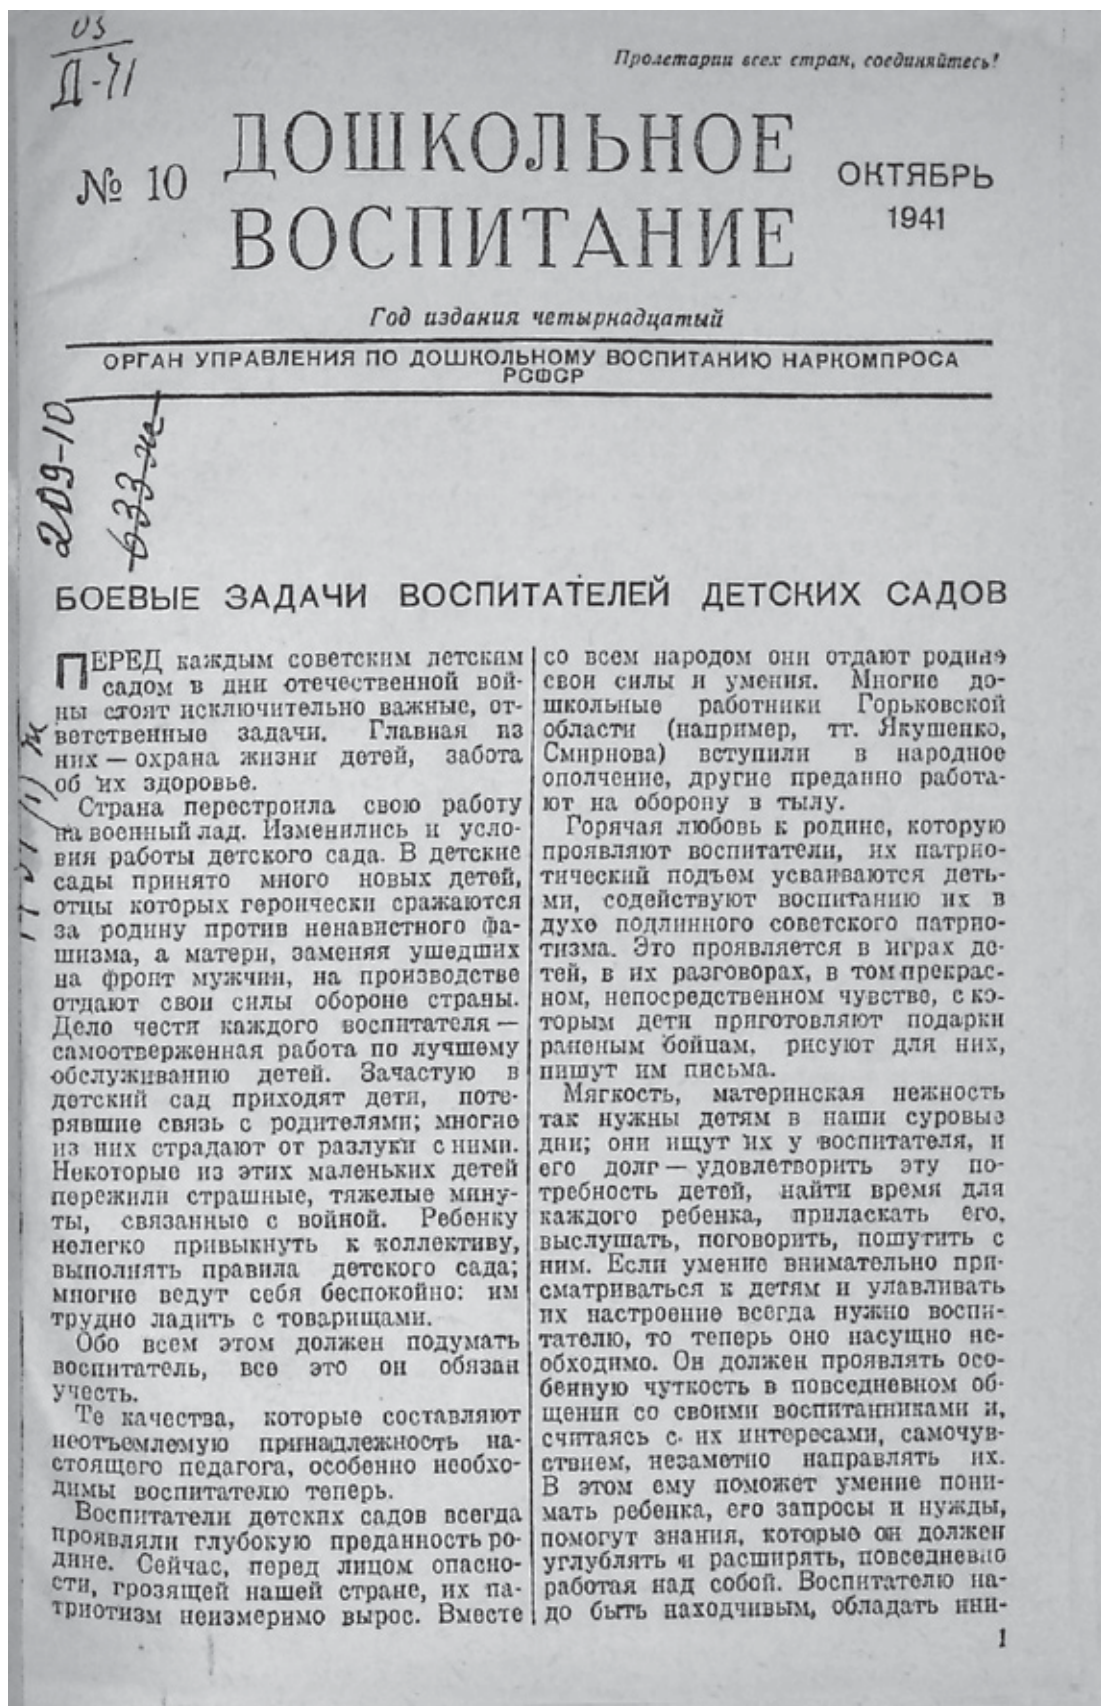 03
Д-71
Пролетарии всех стран, соединяйтесь!
№ 10
ДОШКОЛЬНОЕ
ВОСПИТАНИЕ
ОКТЯБРЬ
1941
Год издания четырнадцатый
ОРГАН УПРАВЛЕНИЯ ПО ДОШКОЛЬНОМУ ВОСПИТАНИЮ НАРКОМПРОСА
РСФСР
209-10
633
БОЕВЫЕ ЗАДАЧИ ВОСПИТАТЕЛЕЙ ДЕТСКИХ САДОВ
ПЕРЕД каждым советским детским
садом в дни отечественной вой-
ны стоят исключительно важные, от-
ветственные задачи. Главная из
них — охрана жизни детей, забота
об их здоровье.
Страна перестроила свою работу
на военный лад. Изменились и усло-
вия работы детского сада. В детские
сады принято много новых детей,
отцы которых героически сражаются
за родину против ненавистного фа-
шизма, а матери, заменяя ушедших
на фронт мужчин, на производстве
отдают свои силы обороне страны.
Дело чести каждого воспитателя —
самоотверженная работа по лучшему
обслуживанию детей. Зачастую в
детский сад приходят дети, поте-
рявшие связь с родителями; многие
из них страдают от разлуки с ними.
Некоторые из этих маленьких детей
пережили страшные, тяжелые мину-
ты, связанные с войной. Ребенку
нелегко привыкнуть к коллективу,
выполнять правила детского сада;
многие ведут себя беспокойно: им
трудно ладить с товарищами.
Обо всем этом должен подумать
воспитатель, все это он обязан
учесть.
Те качества, которые составляют
неотъемлемую принадлежность на-
стоящего педагога, особенно необхо-
димы воспитателю теперь.
Воспитатели детских садов всегда
проявляли глубокую преданность ро-
дине. Сейчас, перед лицом опасно-
сти, грозящей нашей стране, их па-
триотизм неизмеримо вырос. Вместе
со всем народом они отдают родине
свои силы и умения. Многие до-
школьные работники Горьковской
области (например, тт. Якушенко,
Смирнова) вступили в народное
ополчение, другие преданно работа-
ют на оборону в тылу.
Горячая любовь к родине, которую
проявляют воспитатели, их патрио-
тический подъем усваиваются деть-
ми, содействуют воспитанию их в
духе подлинного советского патрио-
тизма. Это проявляется в играх де-
тей, в их разговорах, в том прекрас-
ном, непосредственном чувстве, с ко-
торым дети приготовляют подарки
раненым бойцам, рисуют для них,
пишут им письма.
Мягкость, материнская нежность
так нужны детям в наши суровые
дни; они ищут их у воспитателя, и
его долг — удовлетворить эту по-
требность детей, найти время для
каждого ребенка, приласкать его,
выслушать, поговорить, пошутить с
ним. Если умение внимательно при-
сматриваться к детям и улавливать
их настроение всегда нужно воспи-
тателю, то теперь оно насущно не-
обходимо. Он должен проявлять осо-
бенную чуткость в повседневном об-
щении со своими воспитанниками и,
считаясь с их интересами, самочув-
ствием, незаметно направлять их.
В этом ему поможет умение пони-
мать ребенка, его запросы и нужды,
помогут знания, которые он должен
углублять и расширять, повседневно
работая над собой. Воспитателю на-
до быть находчивым, обладать ини-
1